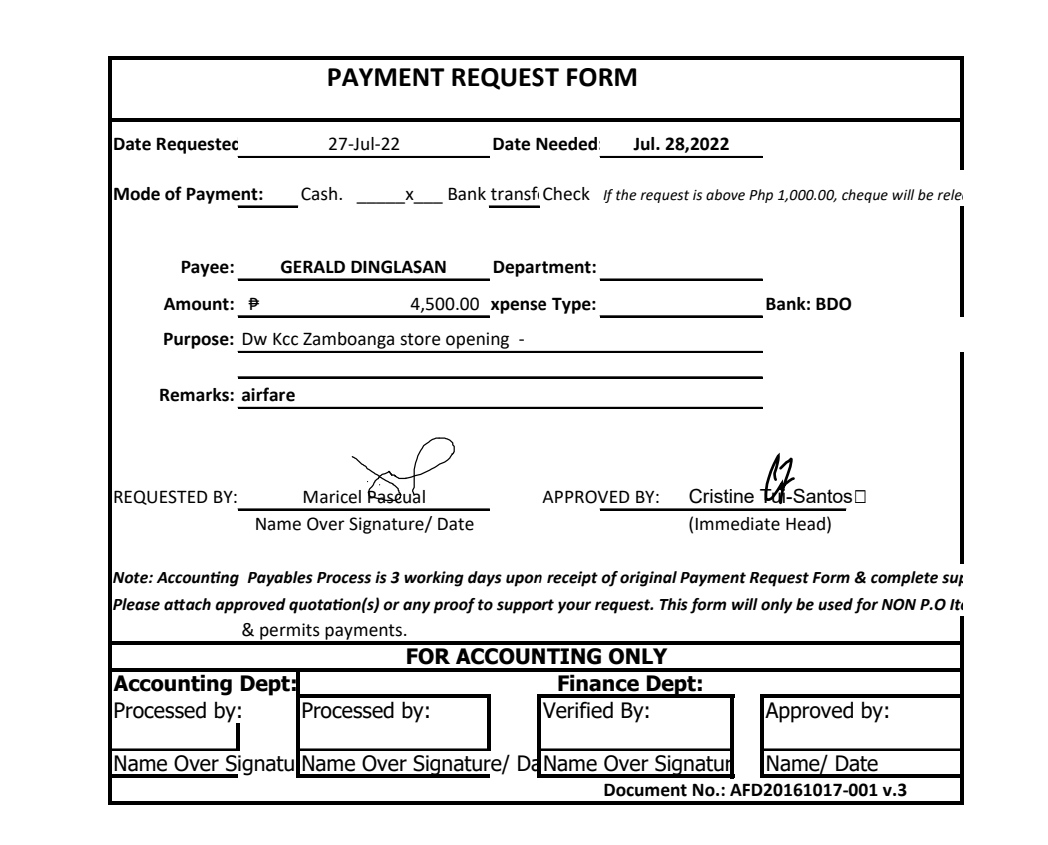 PAYMENT REQUEST FORM
Date Requested 27-Jul-22 Date Needed: Jul. 28,2022
Mode of Payment: Cash. _____x___ Bank transf Check If the request is above Php 1,000.00, cheque will be rele
Payee: GERALD DINGLASAN Department:
Amount: ₱ 4,500.00 xpense Type: Bank: BDO
Purpose: Dw Kcc Zamboanga store opening -
Remarks: airfare
REQUESTED BY: Maricel Pascual APPROVED BY: Cristine Tui-Santos
Name Over Signature/ Date (Immediate Head)
Note: Accounting Payables Process is 3 working days upon receipt of original Payment Request Form & complete sup
Please attach approved quotation(s) or any proof to support your request. This form will only be used for NON P.O Ite
& permits payments.
FOR ACCOUNTING ONLY
Accounting Dept: Finance Dept:
Processed by: Processed by: Verified By: Approved by:
Name Over Signatu Name Over Signature/ Da Name Over Signatur Name/ Date
Document No.: AFD20161017-001 v.3